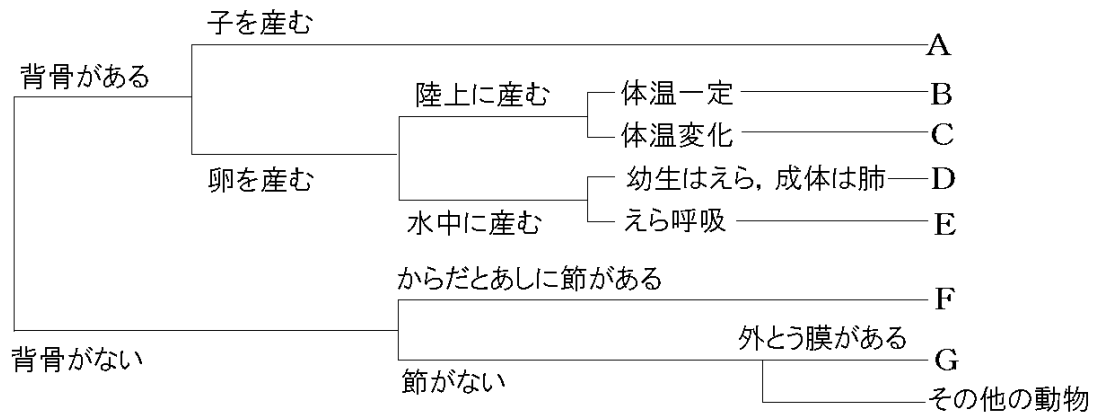 子を産む
A
背骨がある
陸上に産む
体温一定
B
体温変化
C
卵を産む
幼生はえら，成体は肺
D
水中に産む
えら呼吸
E
からだとあしに節がある
F
背骨がない
外とう膜がある
G
節がない
その他の動物